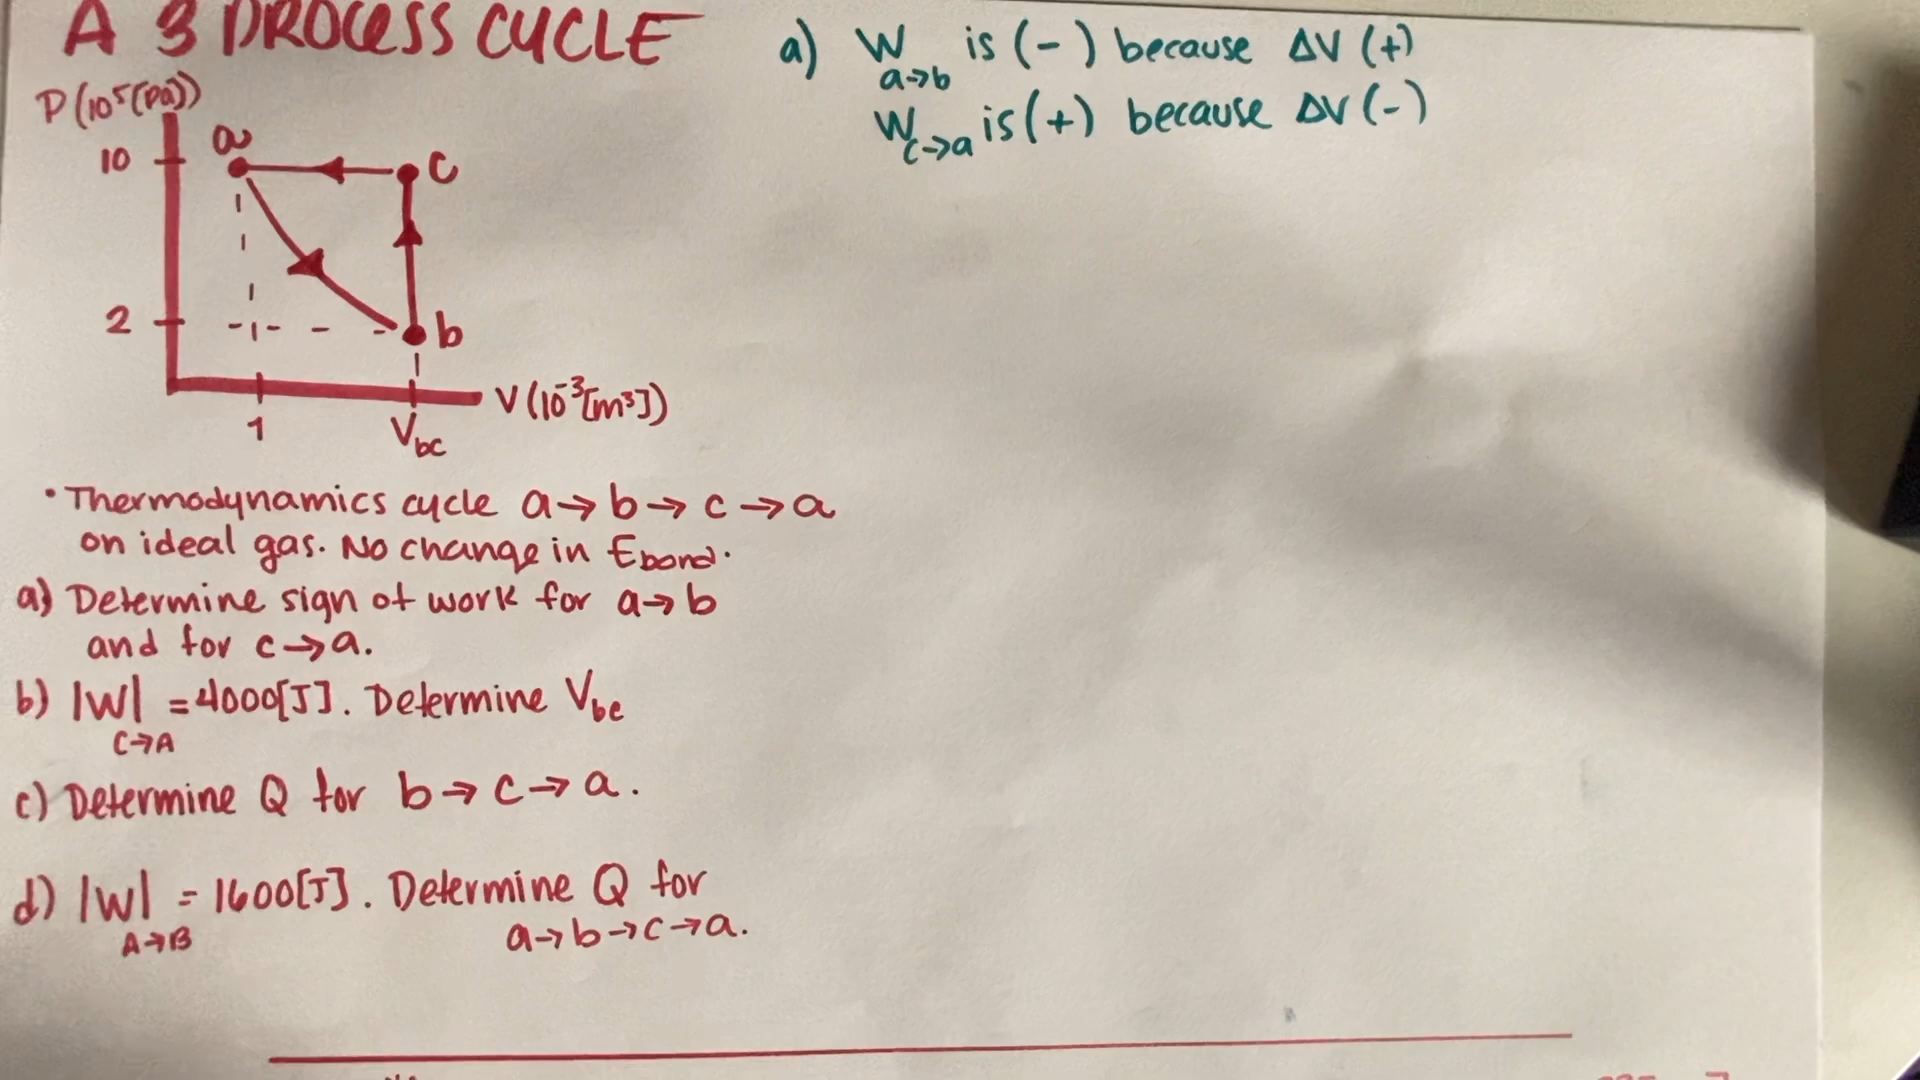 A 3 PROCESS CYCLE
P (10⁵(Pa))
a
10
c
2
b
V (10⁻³[m³])
1
V_bc
• Thermodynamics cycle a→b→c→a
on ideal gas. No change in E_bond.
a) Determine sign of work for a→b
and for c→a.
b) |W| = 4000[J]. Determine V_bc
C→A
c) Determine Q for b→c→a.
d) |W| = 1600[J]. Determine Q for
A→B a→b→c→a.
a) W is (-) because ΔV (+)
a→b
W_c→a is (+) because ΔV (-)